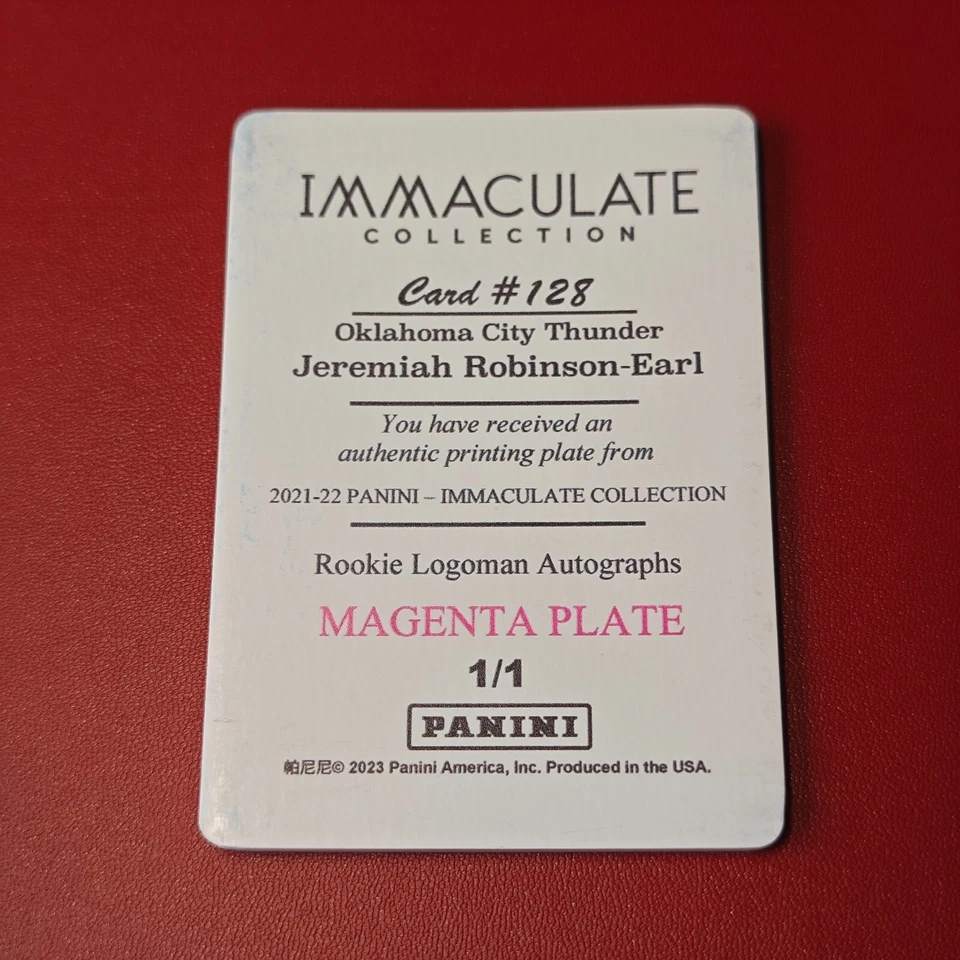 IMMACULATE
COLLECTION
Card #128
Oklahoma City Thunder
Jeremiah Robinson-Earl
You have received an
authentic printing plate from
2021-22 PANINI – IMMACULATE COLLECTION
Rookie Logoman Autographs
MAGENTA PLATE
1/1
PANINI
帕尼尼© 2023 Panini America, Inc. Produced in the USA.